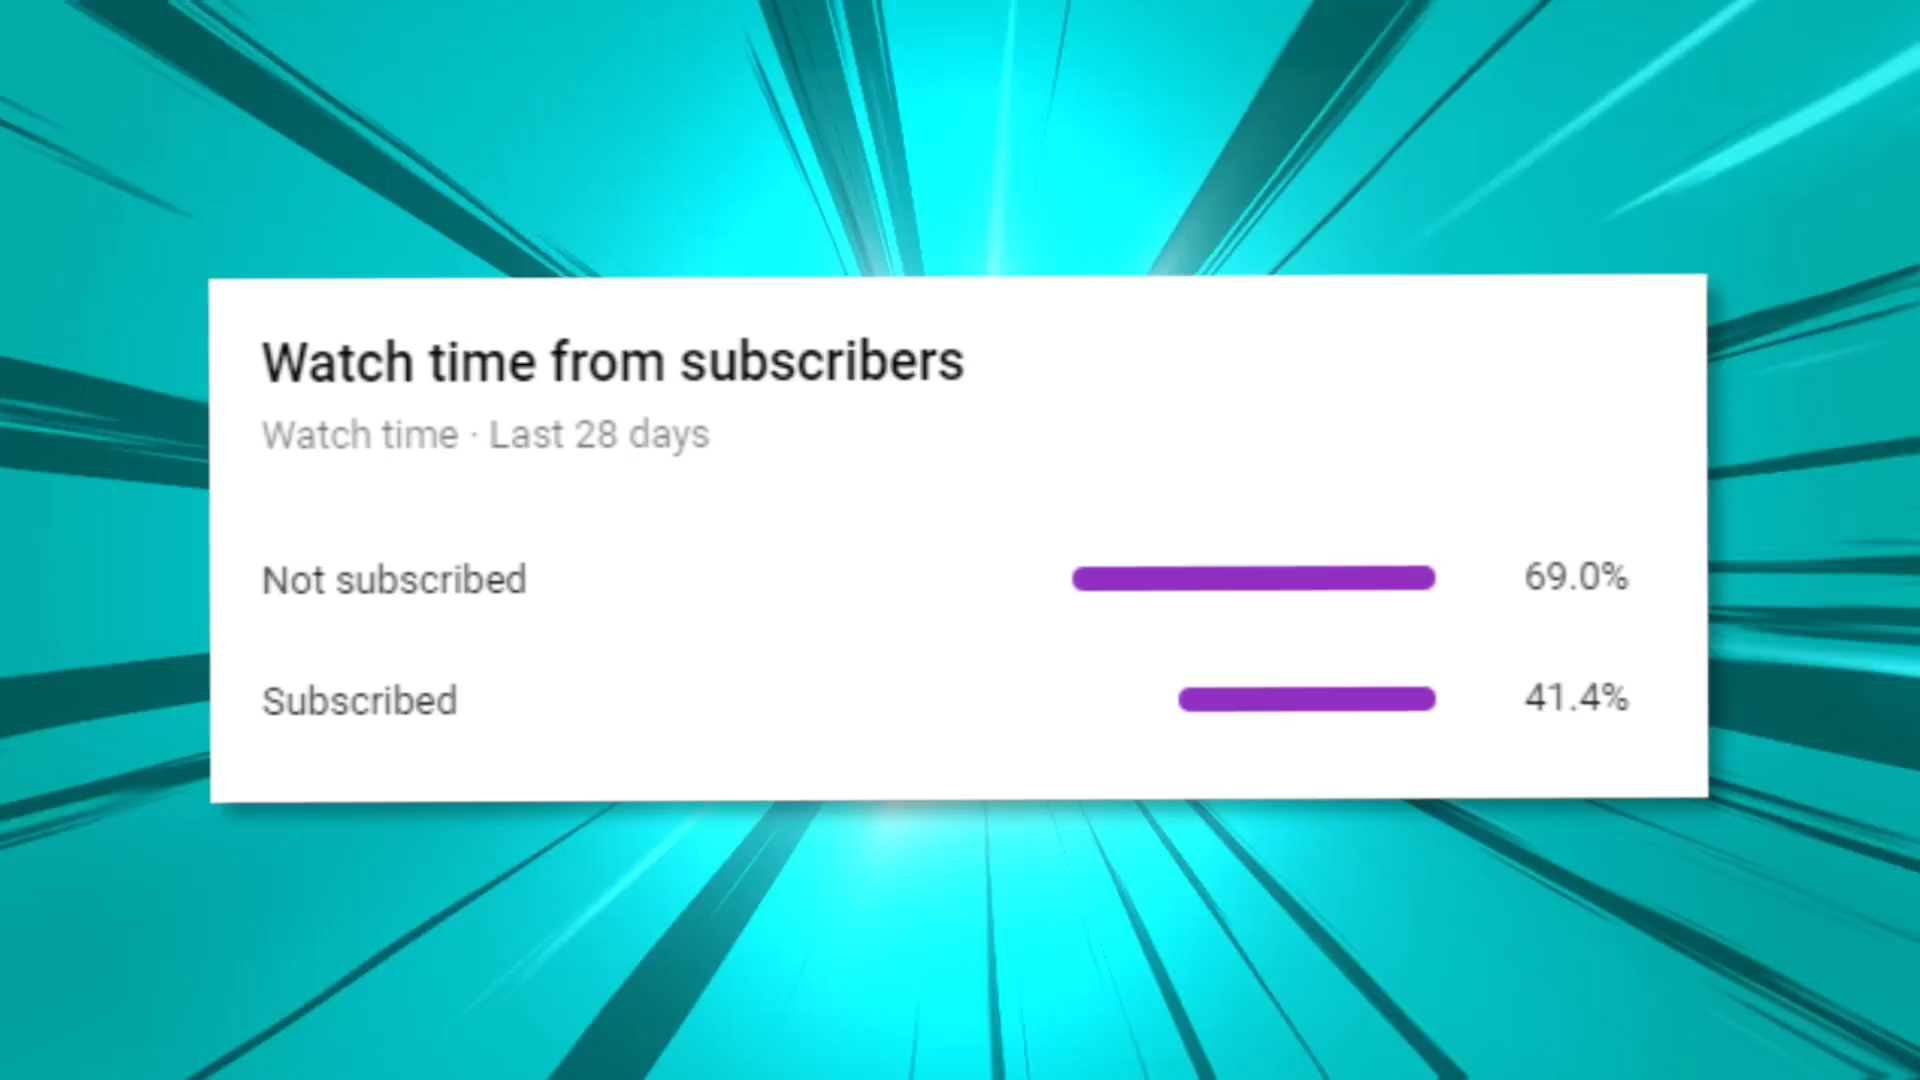 Watch time from subscribers
Watch time · Last 28 days
Not subscribed 69.0%
Subscribed 41.4%